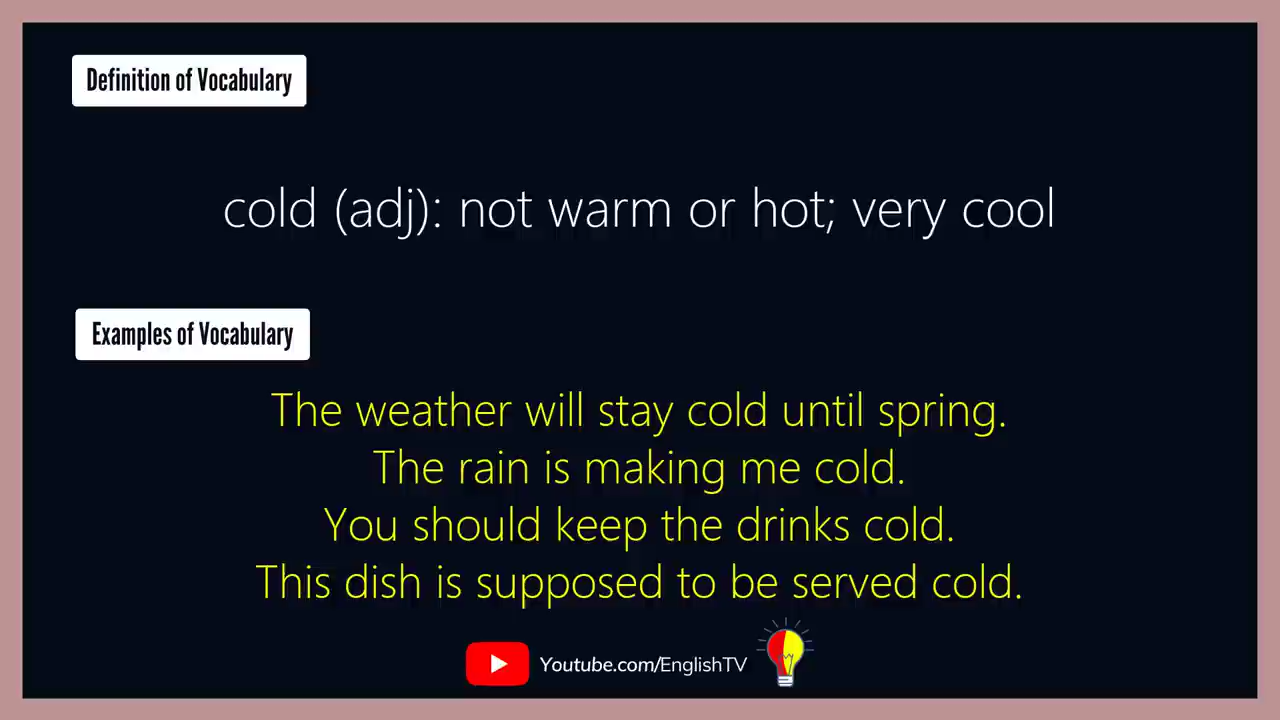 Definition of Vocabulary
cold (adj): not warm or hot; very cool
Examples of Vocabulary
The weather will stay cold until spring.
The rain is making me cold.
You should keep the drinks cold.
This dish is supposed to be served cold.
Youtube.com/EnglishTV